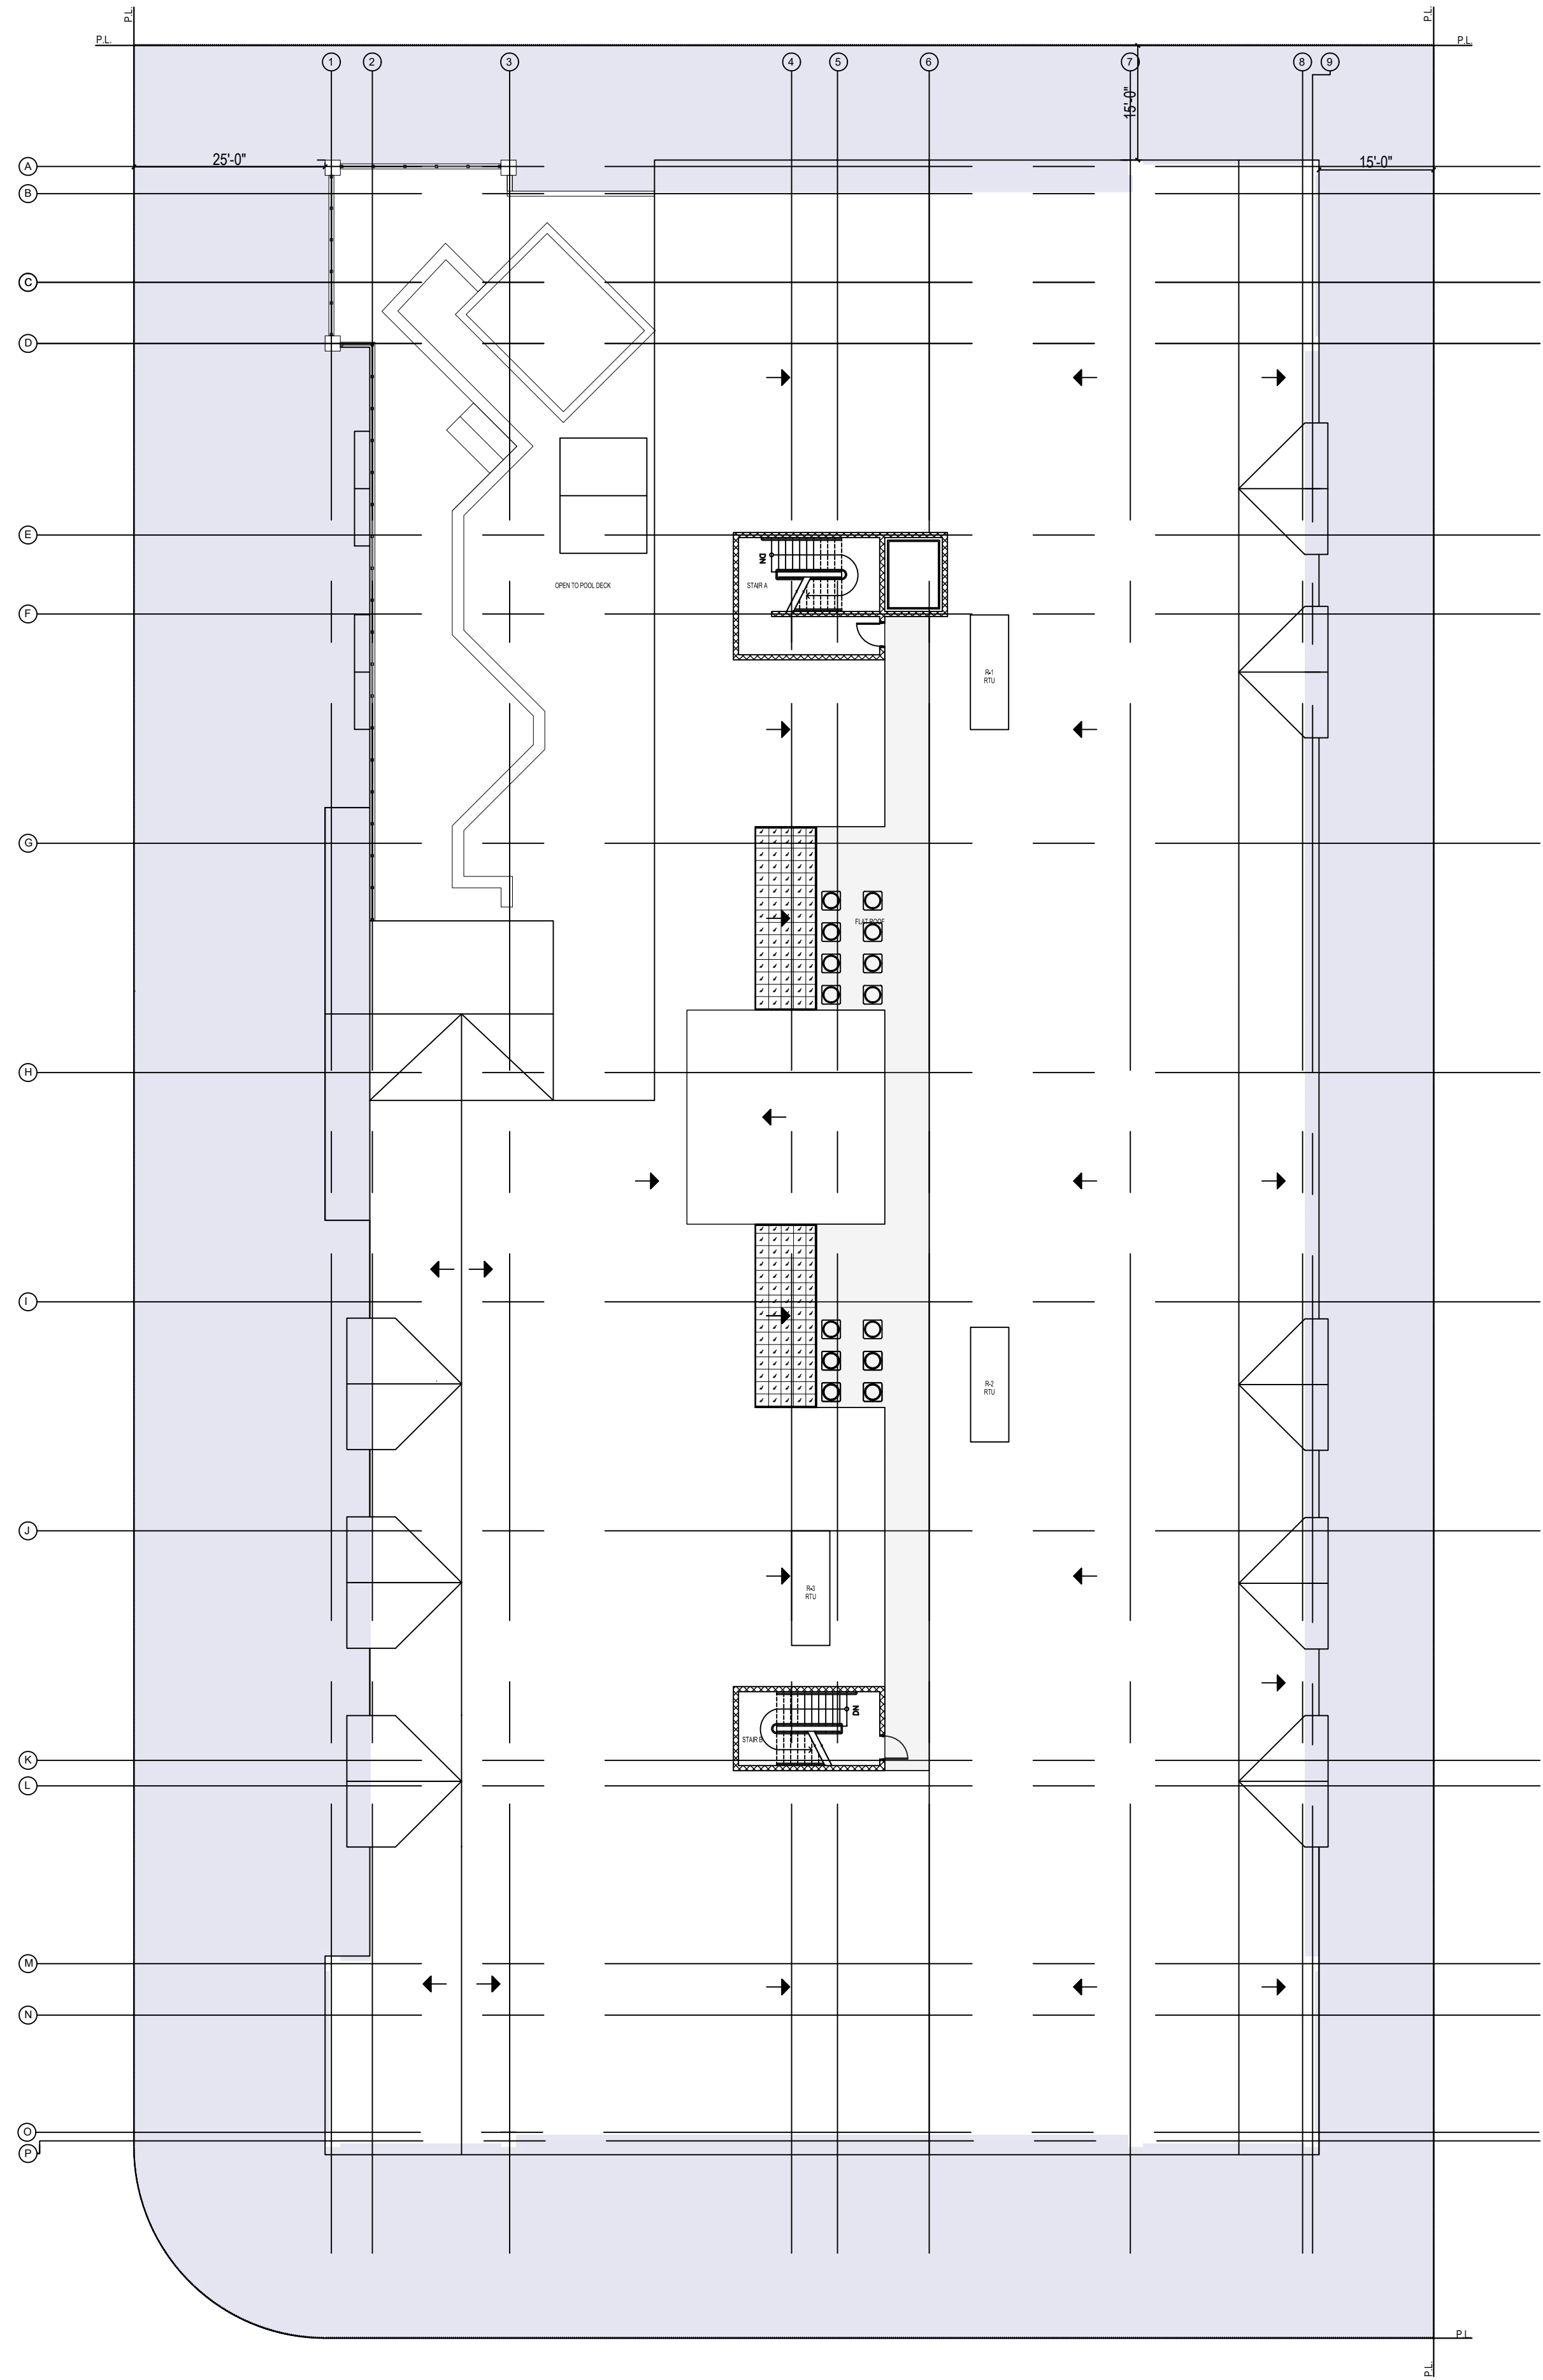 P.L.
P.L.
P.L.
P.L.
1
2
3
4
5
6
7
8
9
15'-0"
A
25'-0"
15'-0"
B
C
D
E
DN
OPEN TO POOL DECK
STAIR A
F
R-1
RTU
G
FLAT ROOF
H
I
R-2
RTU
J
R-3
RTU
DN
STAIR B
K
L
M
N
O
P
P.L.
P.L.